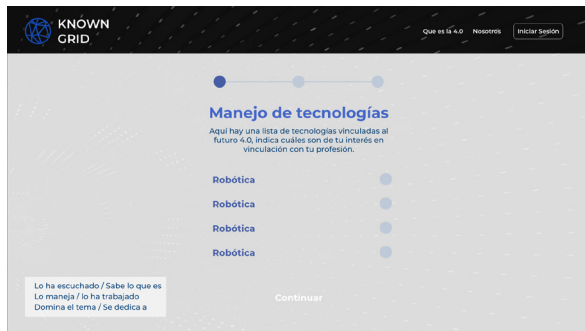 KNOWN
GRID
Que es la 4.0 Nosotros Iniciar Sesión
Manejo de tecnologías
Aquí hay una lista de tecnologías vinculadas al
futuro 4.0, indica cuáles son de tu interés en
vinculación con tu profesión.
Robótica
Robótica
Robótica
Robótica
Lo ha escuchado / Sabe lo que es
Lo maneja / lo ha trabajado
Domina el tema / Se dedica a
Continuar